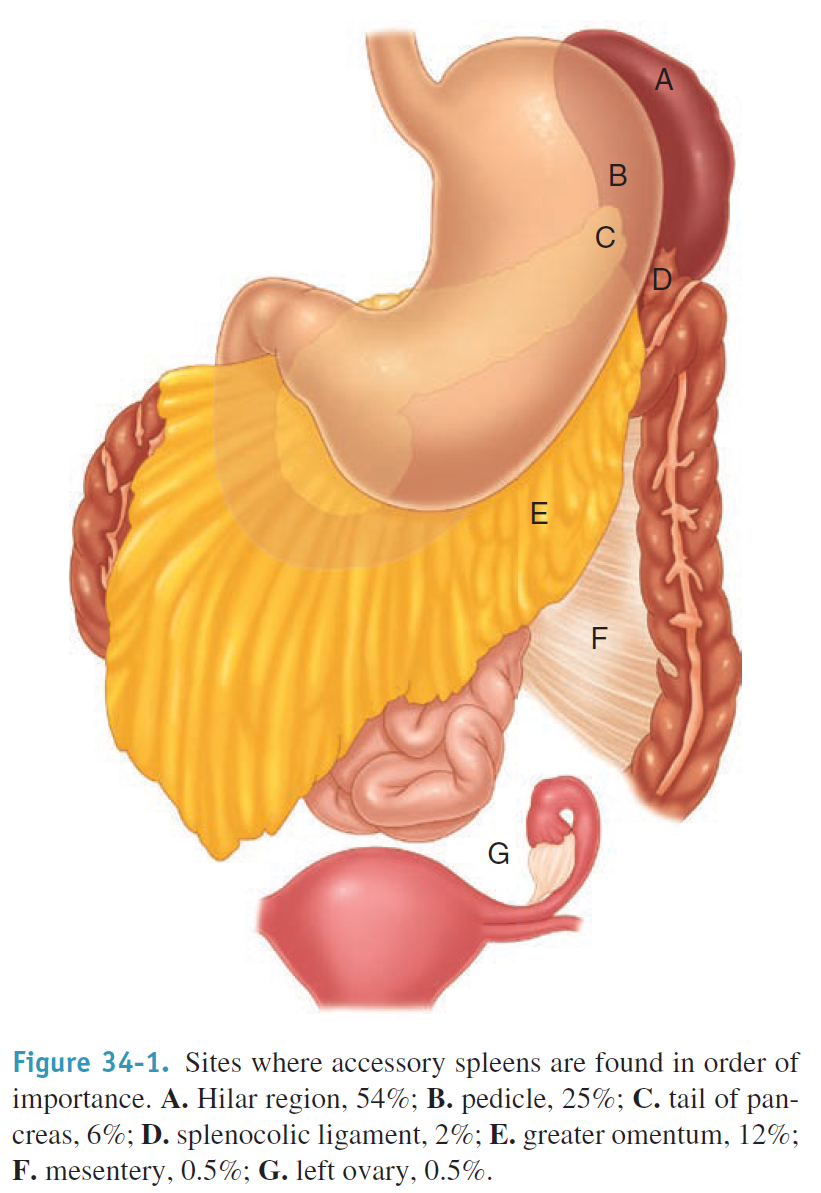 A
B
C
D
E
F
G
Figure 34-1. Sites where accessory spleens are found in order of
importance. A. Hilar region, 54%; B. pedicle, 25%; C. tail of pan-
creas, 6%; D. splenocolic ligament, 2%; E. greater omentum, 12%;
F. mesentery, 0.5%; G. left ovary, 0.5%.